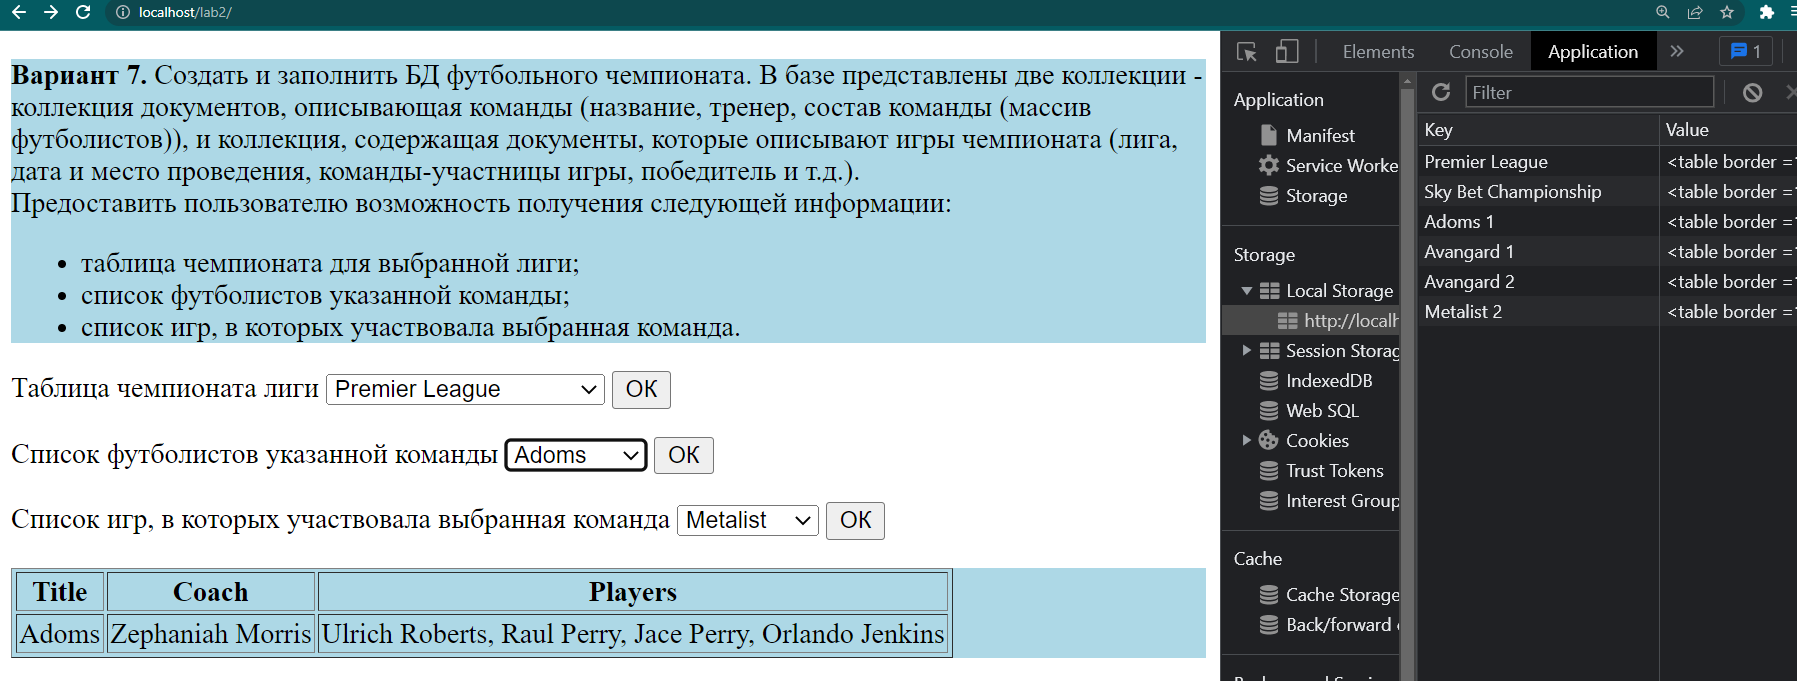 localhost/lab2/
Вариант 7. Создать и заполнить БД футбольного чемпионата. В базе представлены две коллекции -
коллекция документов, описывающая команды (название, тренер, состав команды (массив
футболистов)), и коллекция, содержащая документы, которые описывают игры чемпионата (лига,
дата и место проведения, команды-участницы игры, победитель и т.д.).
Предоставить пользователю возможность получения следующей информации:
• таблица чемпионата для выбранной лиги;
• список футболистов указанной команды;
• список игр, в которых участвовала выбранная команда.
Таблица чемпионата лиги Premier League ОК
Список футболистов указанной команды Adoms ОК
Список игр, в которых участвовала выбранная команда Metalist ОК
Title Coach Players
Adoms Zephaniah Morris Ulrich Roberts, Raul Perry, Jace Perry, Orlando Jenkins
Elements Console Application » 1
Application
Manifest
Service Worke
Storage
Storage
Local Storage
http://localh
Session Storag
IndexedDB
Web SQL
Cookies
Trust Tokens
Interest Group
Cache
Cache Storage
Back/forward
Filter
Key Value
Premier League <table border ='
Sky Bet Championship <table border ='
Adoms 1 <table border ='
Avangard 1 <table border ='
Avangard 2 <table border ='
Metalist 2 <table border ='